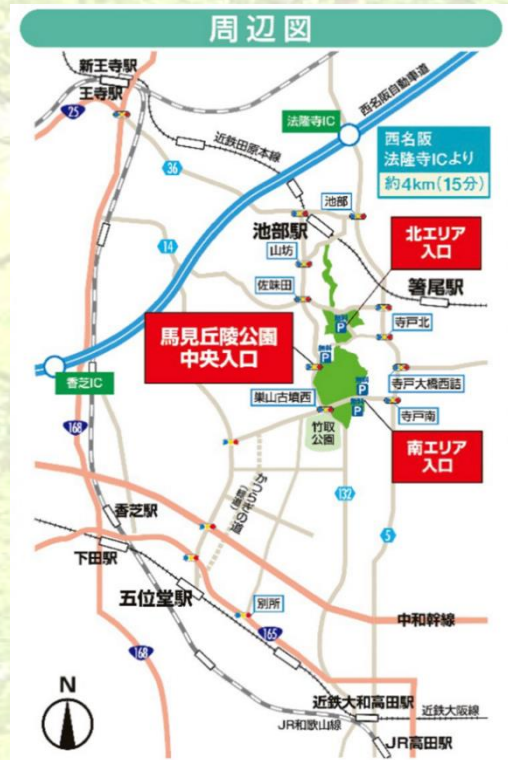 周辺図
新王寺駅
王寺駅
25
近鉄田原本線
西名阪自動車道
法隆寺IC
西名阪
法隆寺ICより
約4km(15分)
36
池部
池部駅
山坊
北エリア
入口
14
佐味田
箸尾駅
P
寺戸北
馬見丘陵公園
中央入口
P
香芝IC
寺戸大橋西詰
P
巣山古墳西
P
寺戸南
竹取
公園
南エリア
入口
168
かつらぎの道
132
香芝駅
5
下田駅
五位堂駅
別所
中和幹線
165
168
N
近鉄大和高田駅
近鉄大阪線
JR和歌山線
JR高田駅